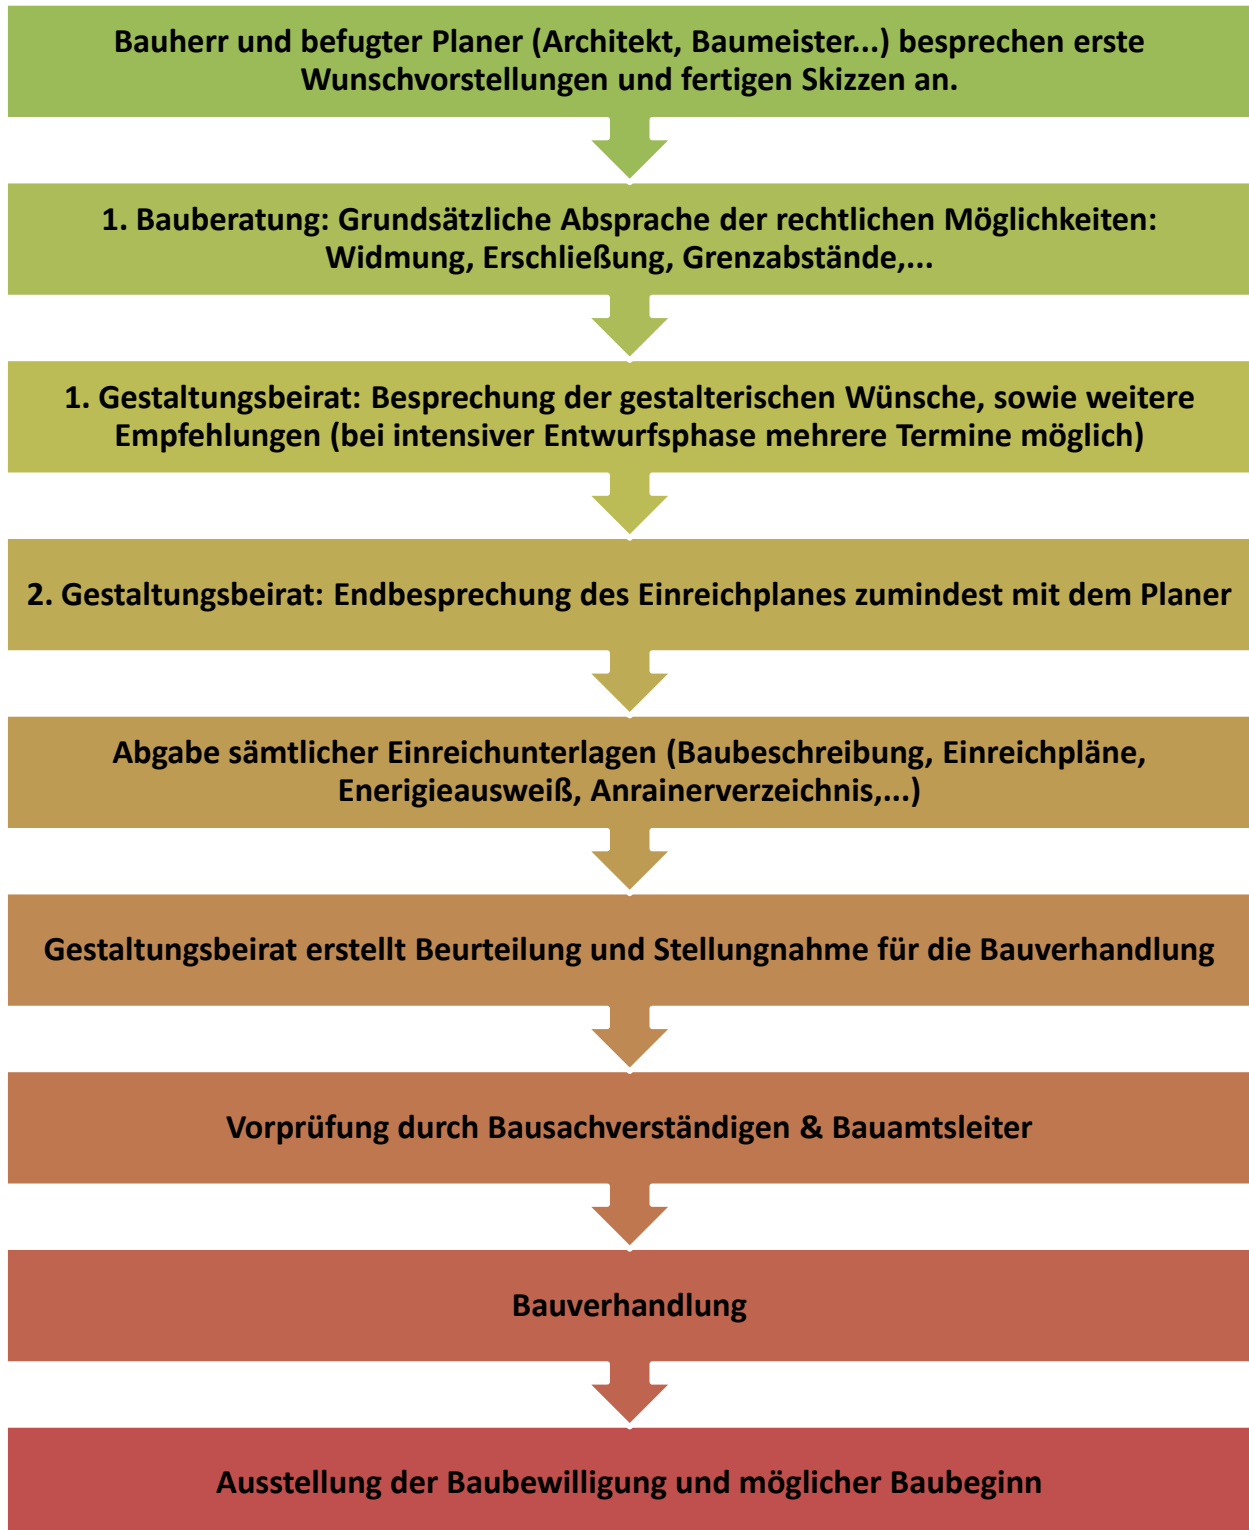 Bauherr und befugter Planer (Architekt, Baumeister...) besprechen erste
Wunschvorstellungen und fertigen Skizzen an.
1. Bauberatung: Grundsätzliche Absprache der rechtlichen Möglichkeiten:
Widmung, Erschließung, Grenzabstände,...
1. Gestaltungsbeirat: Besprechung der gestalterischen Wünsche, sowie weitere
Empfehlungen (bei intensiver Entwurfsphase mehrere Termine möglich)
2. Gestaltungsbeirat: Endbesprechung des Einreichplanes zumindest mit dem Planer
Abgabe sämtlicher Einreichunterlagen (Baubeschreibung, Einreichpläne,
Enerigieausweiß, Anrainerverzeichnis,...)
Gestaltungsbeirat erstellt Beurteilung und Stellungnahme für die Bauverhandlung
Vorprüfung durch Bausachverständigen & Bauamtsleiter
Bauverhandlung
Ausstellung der Baubewilligung und möglicher Baubeginn